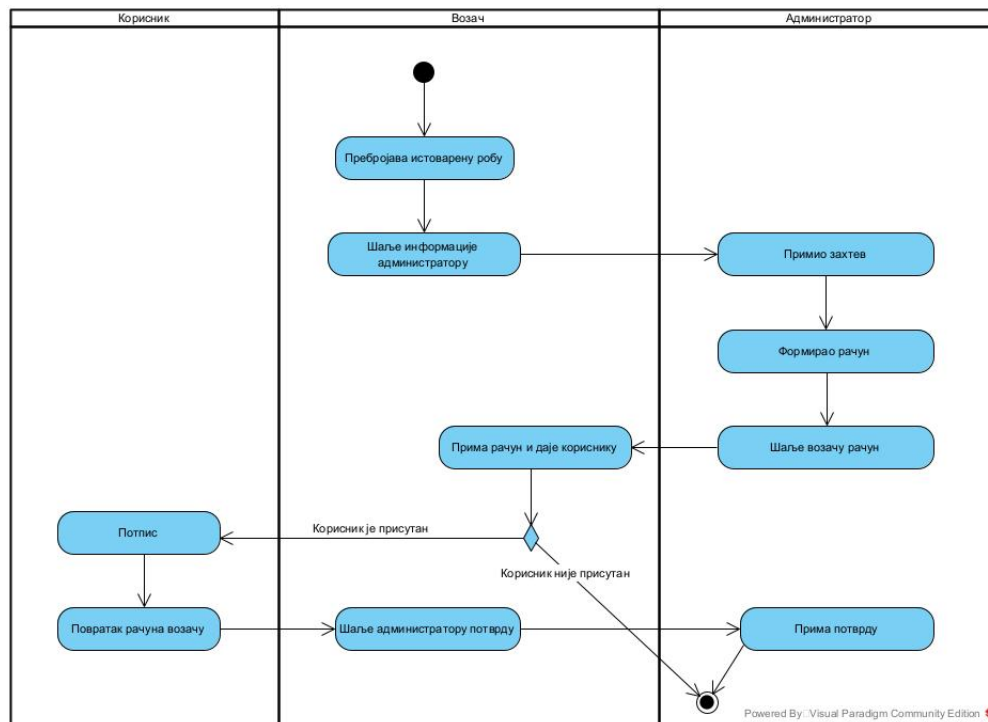 Корисник
Возач
Администратор
Пребројава истоварену робу
Шаље информације
администратору
Примио захтев
Формирао рачун
Шаље возачу рачун
Прима рачун и даје кориснику
Корисник је присутан
Потпис
Корисник није присутан
Повратак рачуна возачу
Шаље администратору потврду
Прима потврду
Powered By Visual Paradigm Community Edition